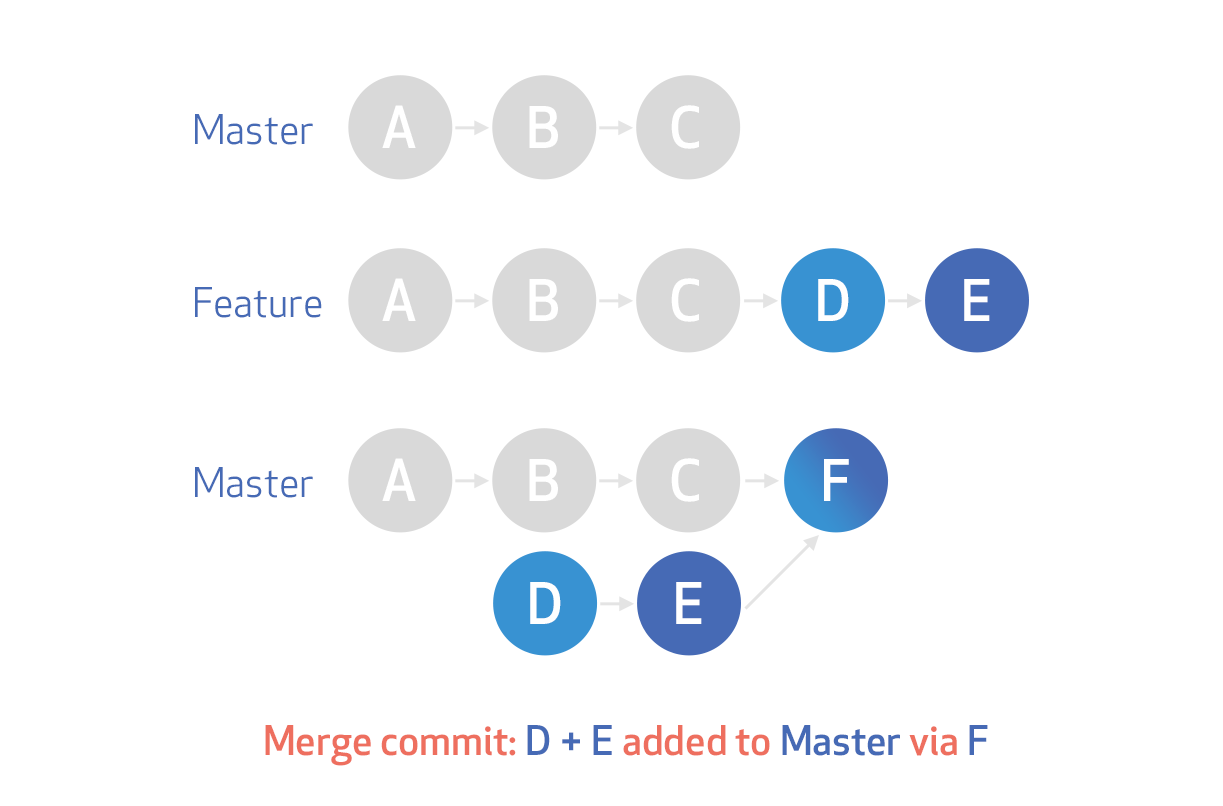 Master A B C
Feature A B C D E
Master A B C F
D E
Merge commit: D + E added to Master via F